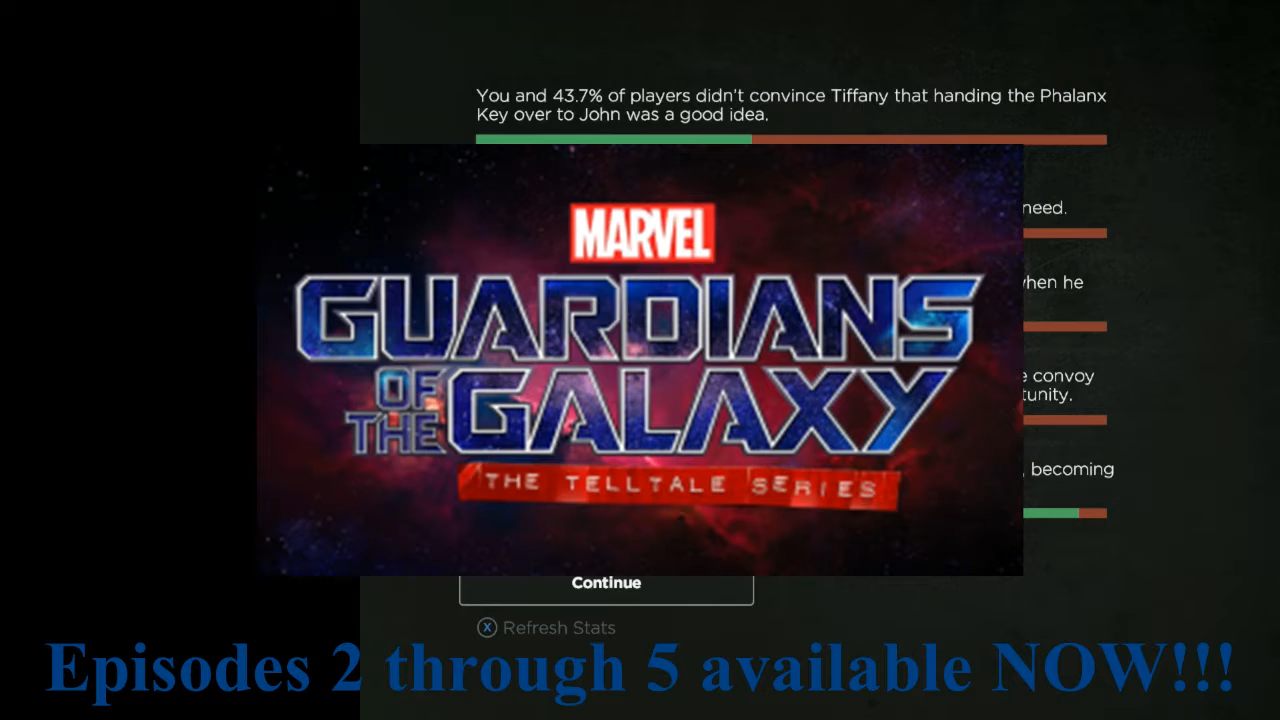 You and 43.7% of players didn't convince Tiffany that handing the Phalanx
Key over to John was a good idea.
MARVEL
need.
GUARDIANS
when he
OF
THE
GALAXY
e convoy
tunity.
THE TELLTALE SERIES
, becoming
Continue
X Refresh Stats
Episodes 2 through 5 available NOW!!!